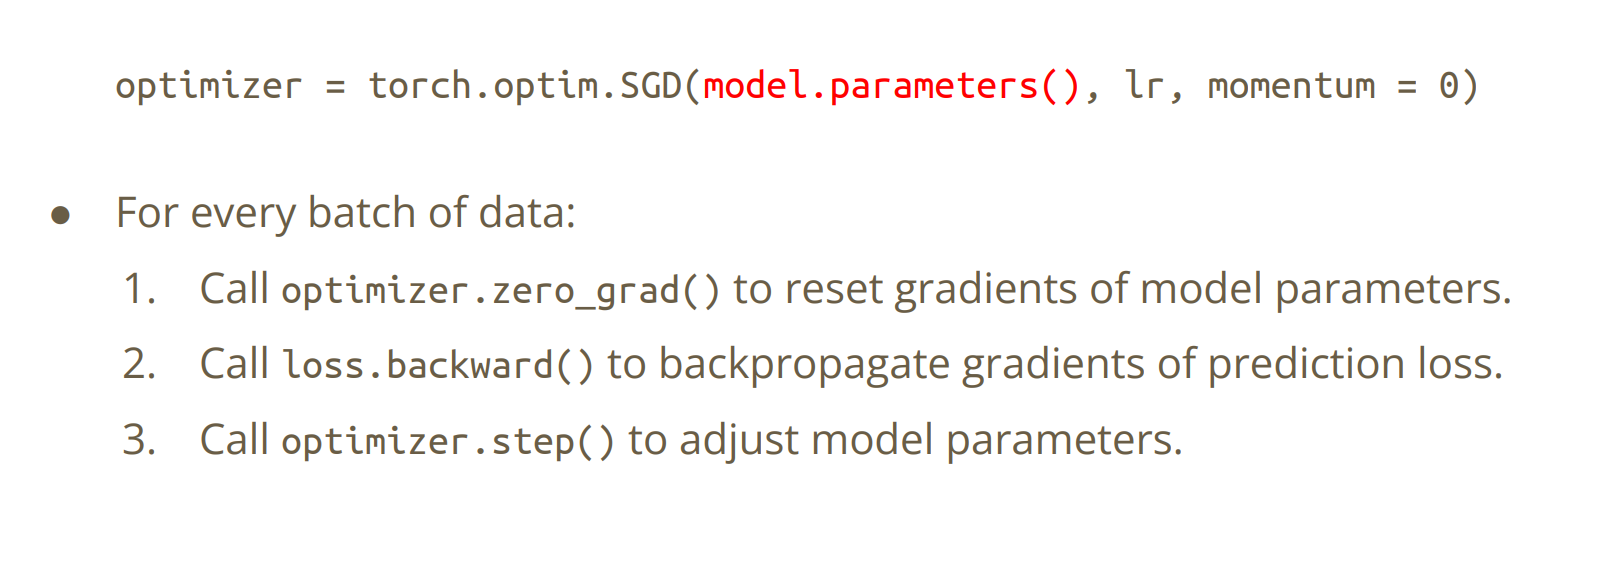 optimizer = torch.optim.SGD(model.parameters(), lr, momentum = 0)
● For every batch of data:
1. Call optimizer.zero_grad() to reset gradients of model parameters.
2. Call loss.backward() to backpropagate gradients of prediction loss.
3. Call optimizer.step() to adjust model parameters.